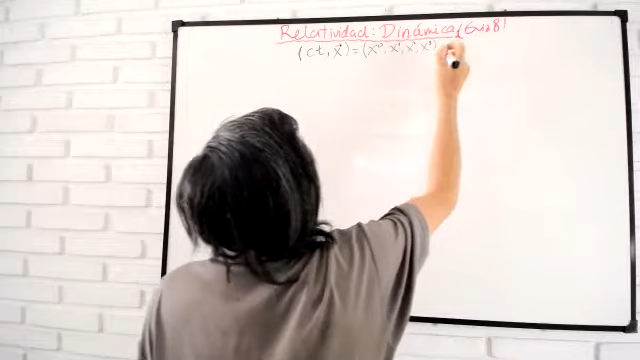 Relatividad: Dinámica (Guía 8)
(ct, x⃗) = (x⁰, x¹, x², x³)